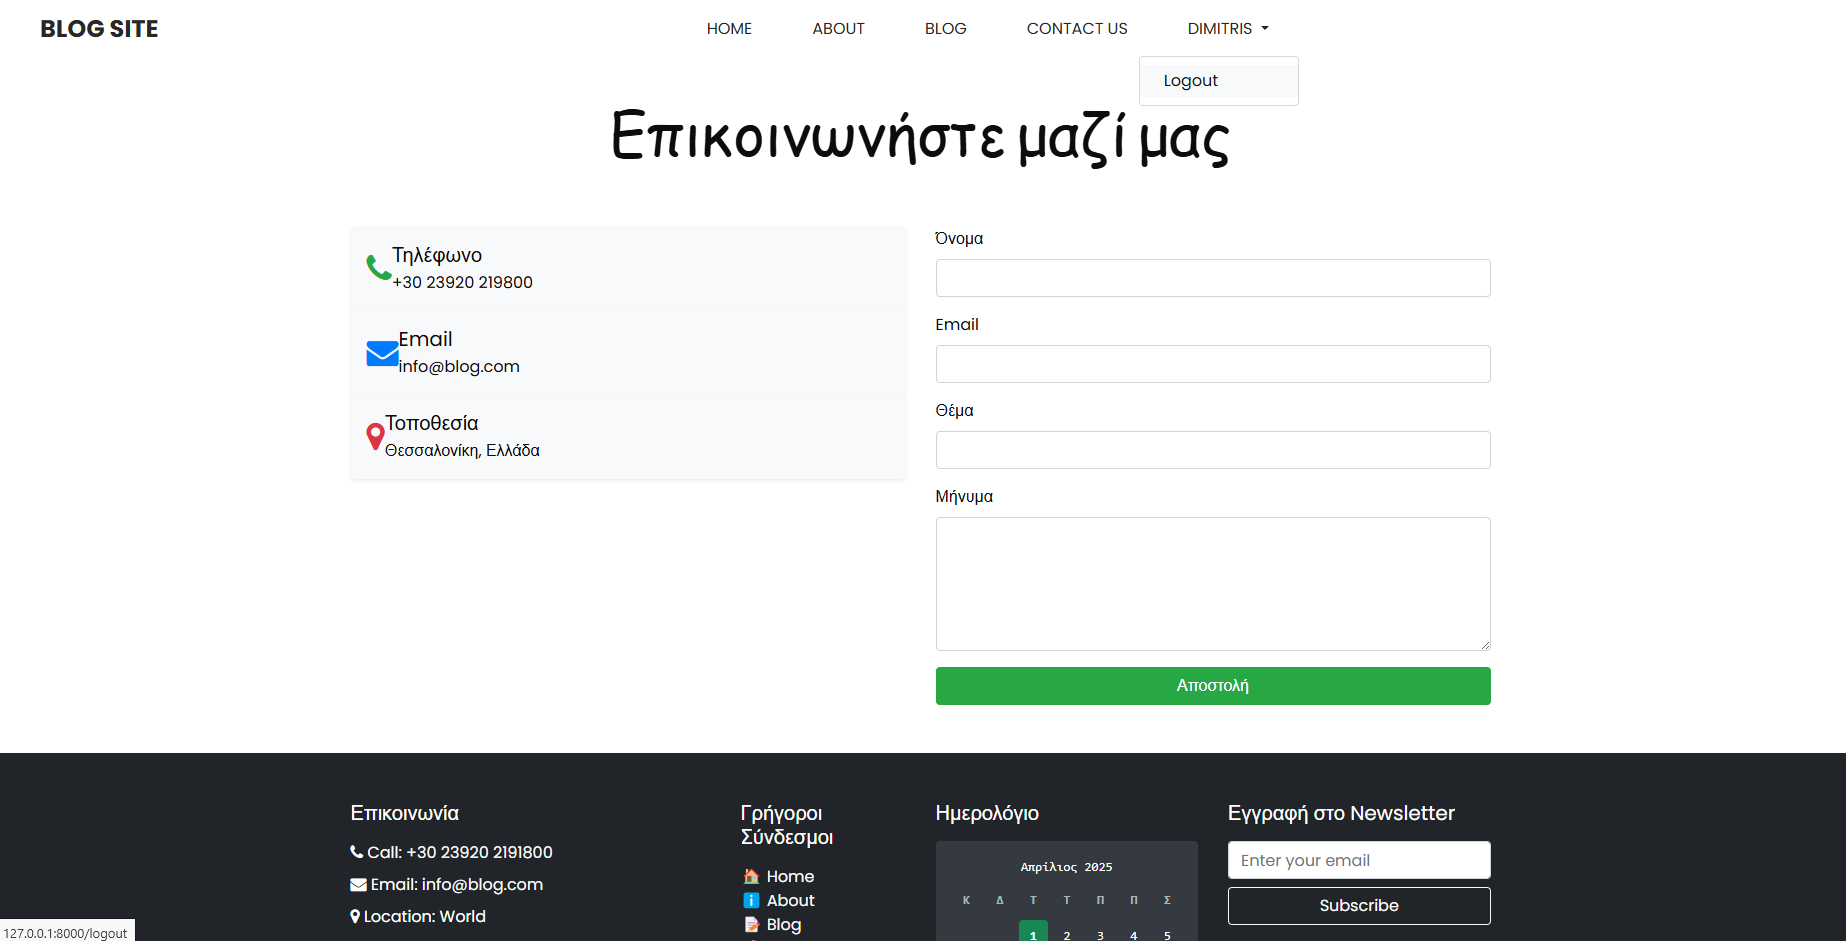 BLOG SITE
HOME
ABOUT
BLOG
CONTACT US
DIMITRIS
Logout
Επικοινωνήστε μαζί μας
Τηλέφωνο
+30 23920 219800
Email
info@blog.com
Τοποθεσία
Θεσσαλονίκη, Ελλάδα
Όνομα
Email
Θέμα
Μήνυμα
Αποστολή
Επικοινωνία
Call: +30 23920 2191800
Email: info@blog.com
Location: World
Γρήγοροι
Σύνδεσμοι
Home
About
Blog
Ημερολόγιο
Απρίλιος 2025
Κ Δ Τ Τ Π Π Σ
1 2 3 4 5
Εγγραφή στο Newsletter
Enter your email
Subscribe
127.0.0.1:8000/logout